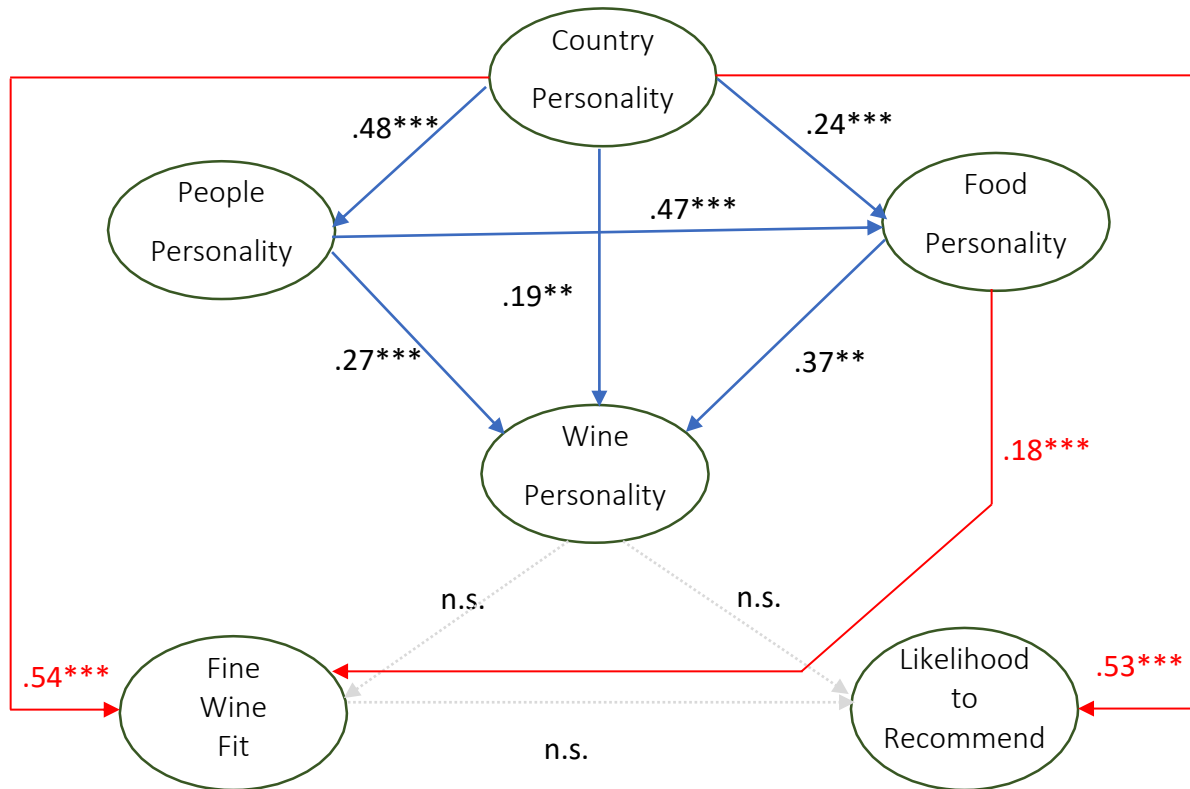 Country
Personality
.48***
.24***
People
Personality
Food
Personality
.47***
.19**
.27***
.37**
Wine
Personality
.18***
n.s.
n.s.
Fine
Wine
Fit
Likelihood
to
Recommend
.54***
.53***
n.s.